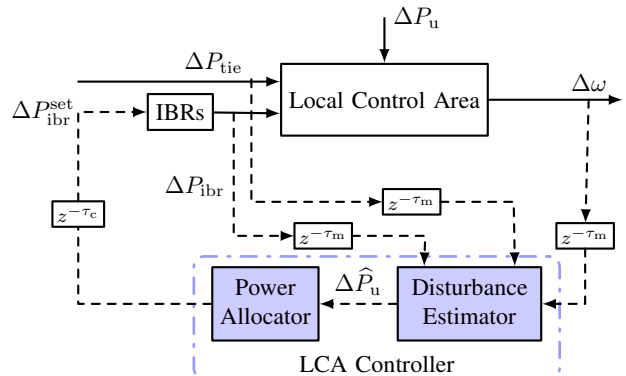 ΔP_u
ΔP_tie
Δω
Local Control Area
ΔP_ibr^set
IBRs
ΔP_ibr
z^{-τ_c}
z^{-τ_m}
z^{-τ_m}
z^{-τ_m}
Power
Allocator
Δ\widehat{P}_u
Disturbance
Estimator
LCA Controller